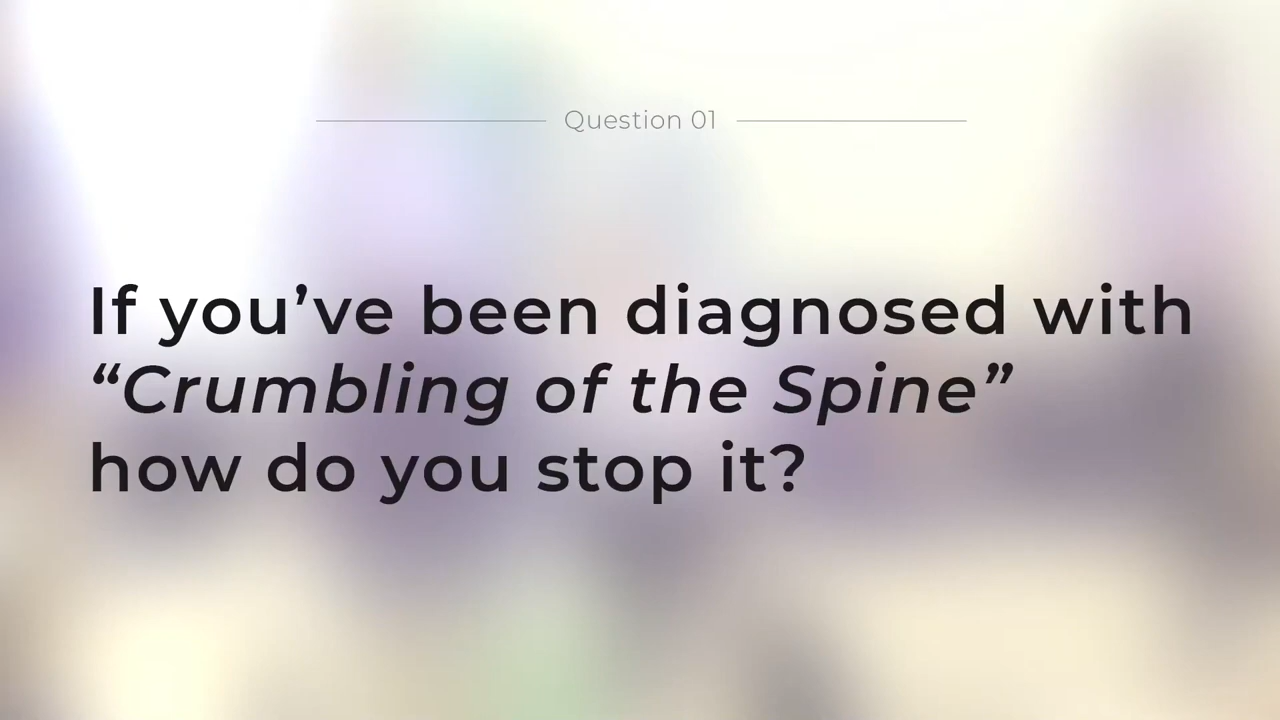 Question 01
If you’ve been diagnosed with
“Crumbling of the Spine”
how do you stop it?